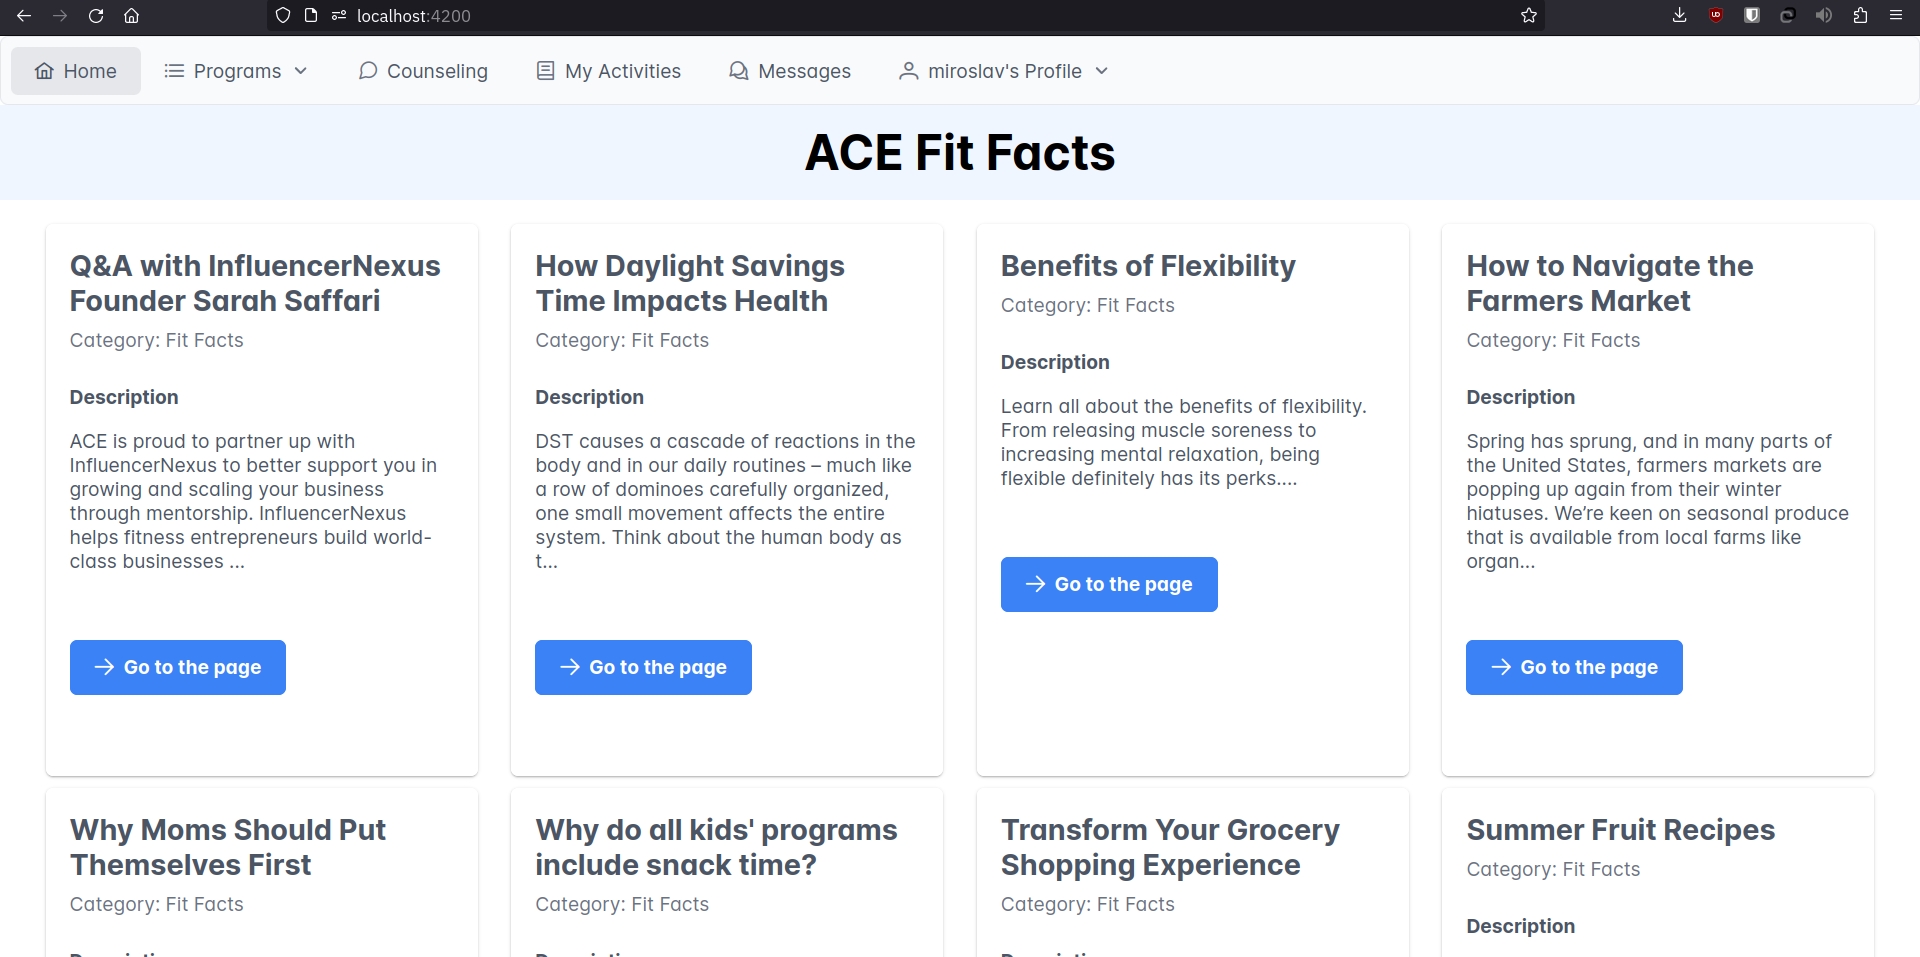 localhost:4200
Home
Programs
Counseling
My Activities
Messages
miroslav's Profile
ACE Fit Facts
Q&A with InfluencerNexus
Founder Sarah Saffari
Category: Fit Facts
Description
ACE is proud to partner up with
InfluencerNexus to better support you in
growing and scaling your business
through mentorship. InfluencerNexus
helps fitness entrepreneurs build world-
class businesses ...
Go to the page
How Daylight Savings
Time Impacts Health
Category: Fit Facts
Description
DST causes a cascade of reactions in the
body and in our daily routines – much like
a row of dominoes carefully organized,
one small movement affects the entire
system. Think about the human body as
t...
Go to the page
Benefits of Flexibility
Category: Fit Facts
Description
Learn all about the benefits of flexibility.
From releasing muscle soreness to
increasing mental relaxation, being
flexible definitely has its perks....
Go to the page
How to Navigate the
Farmers Market
Category: Fit Facts
Description
Spring has sprung, and in many parts of
the United States, farmers markets are
popping up again from their winter
hiatuses. We’re keen on seasonal produce
that is available from local farms like
organ...
Go to the page
Why Moms Should Put
Themselves First
Category: Fit Facts
Why do all kids' programs
include snack time?
Category: Fit Facts
Transform Your Grocery
Shopping Experience
Category: Fit Facts
Summer Fruit Recipes
Category: Fit Facts
Description